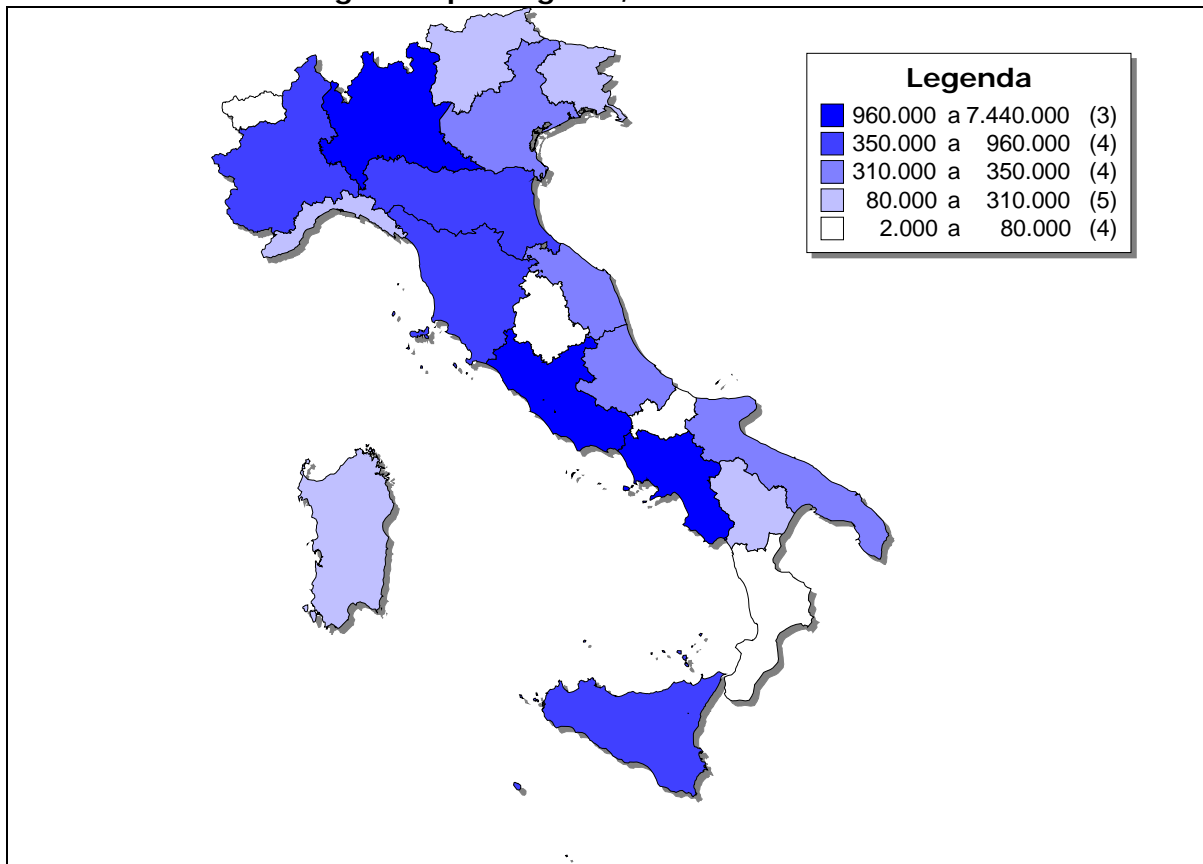 Legenda
960.000 a 7.440.000 (3)
350.000 a 960.000 (4)
310.000 a 350.000 (4)
80.000 a 310.000 (5)
2.000 a 80.000 (4)